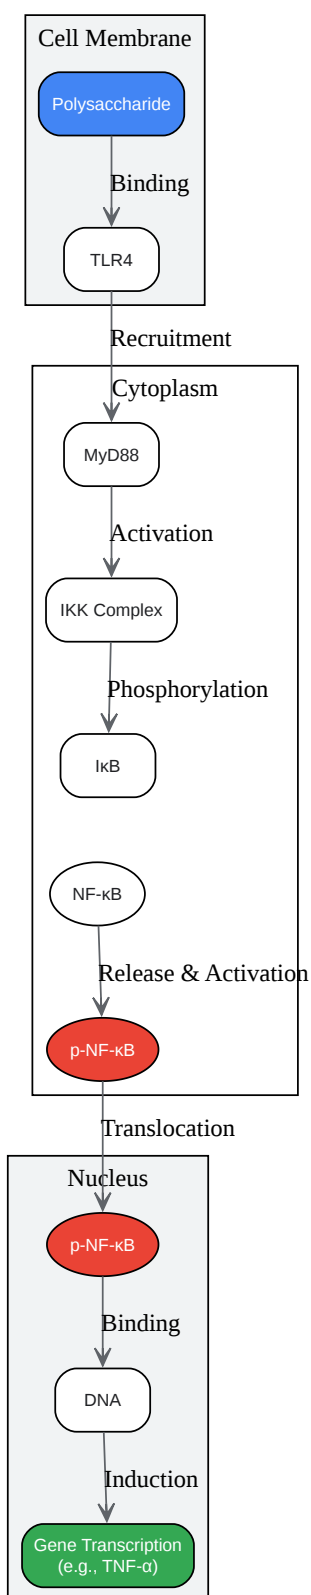 Cell Membrane
Polysaccharide
Binding
TLR4
Recruitment
Cytoplasm
MyD88
Activation
IKK Complex
Phosphorylation
IκB
NF-κB
Release & Activation
p-NF-κB
Translocation
Nucleus
p-NF-κB
Binding
DNA
Induction
Gene Transcription
(e.g., TNF-α)